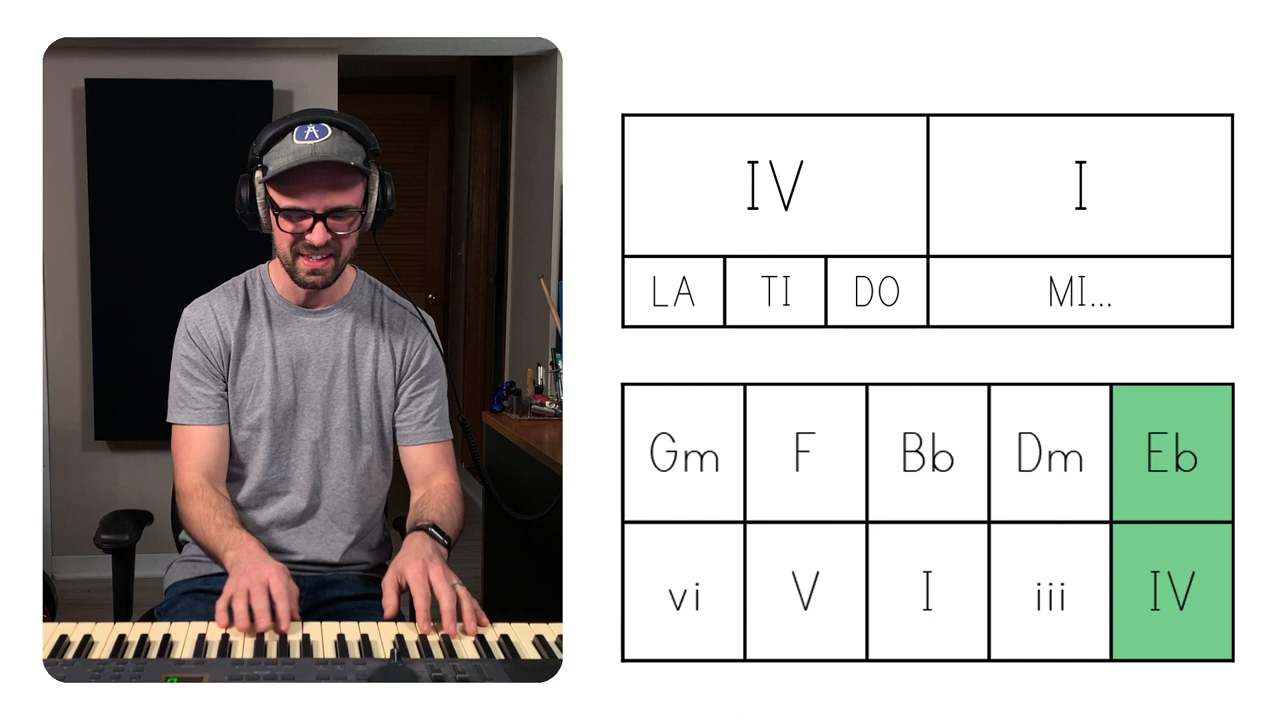 IV I
LA TI DO MI...
Gm F Bb Dm Eb
vi V I iii IV